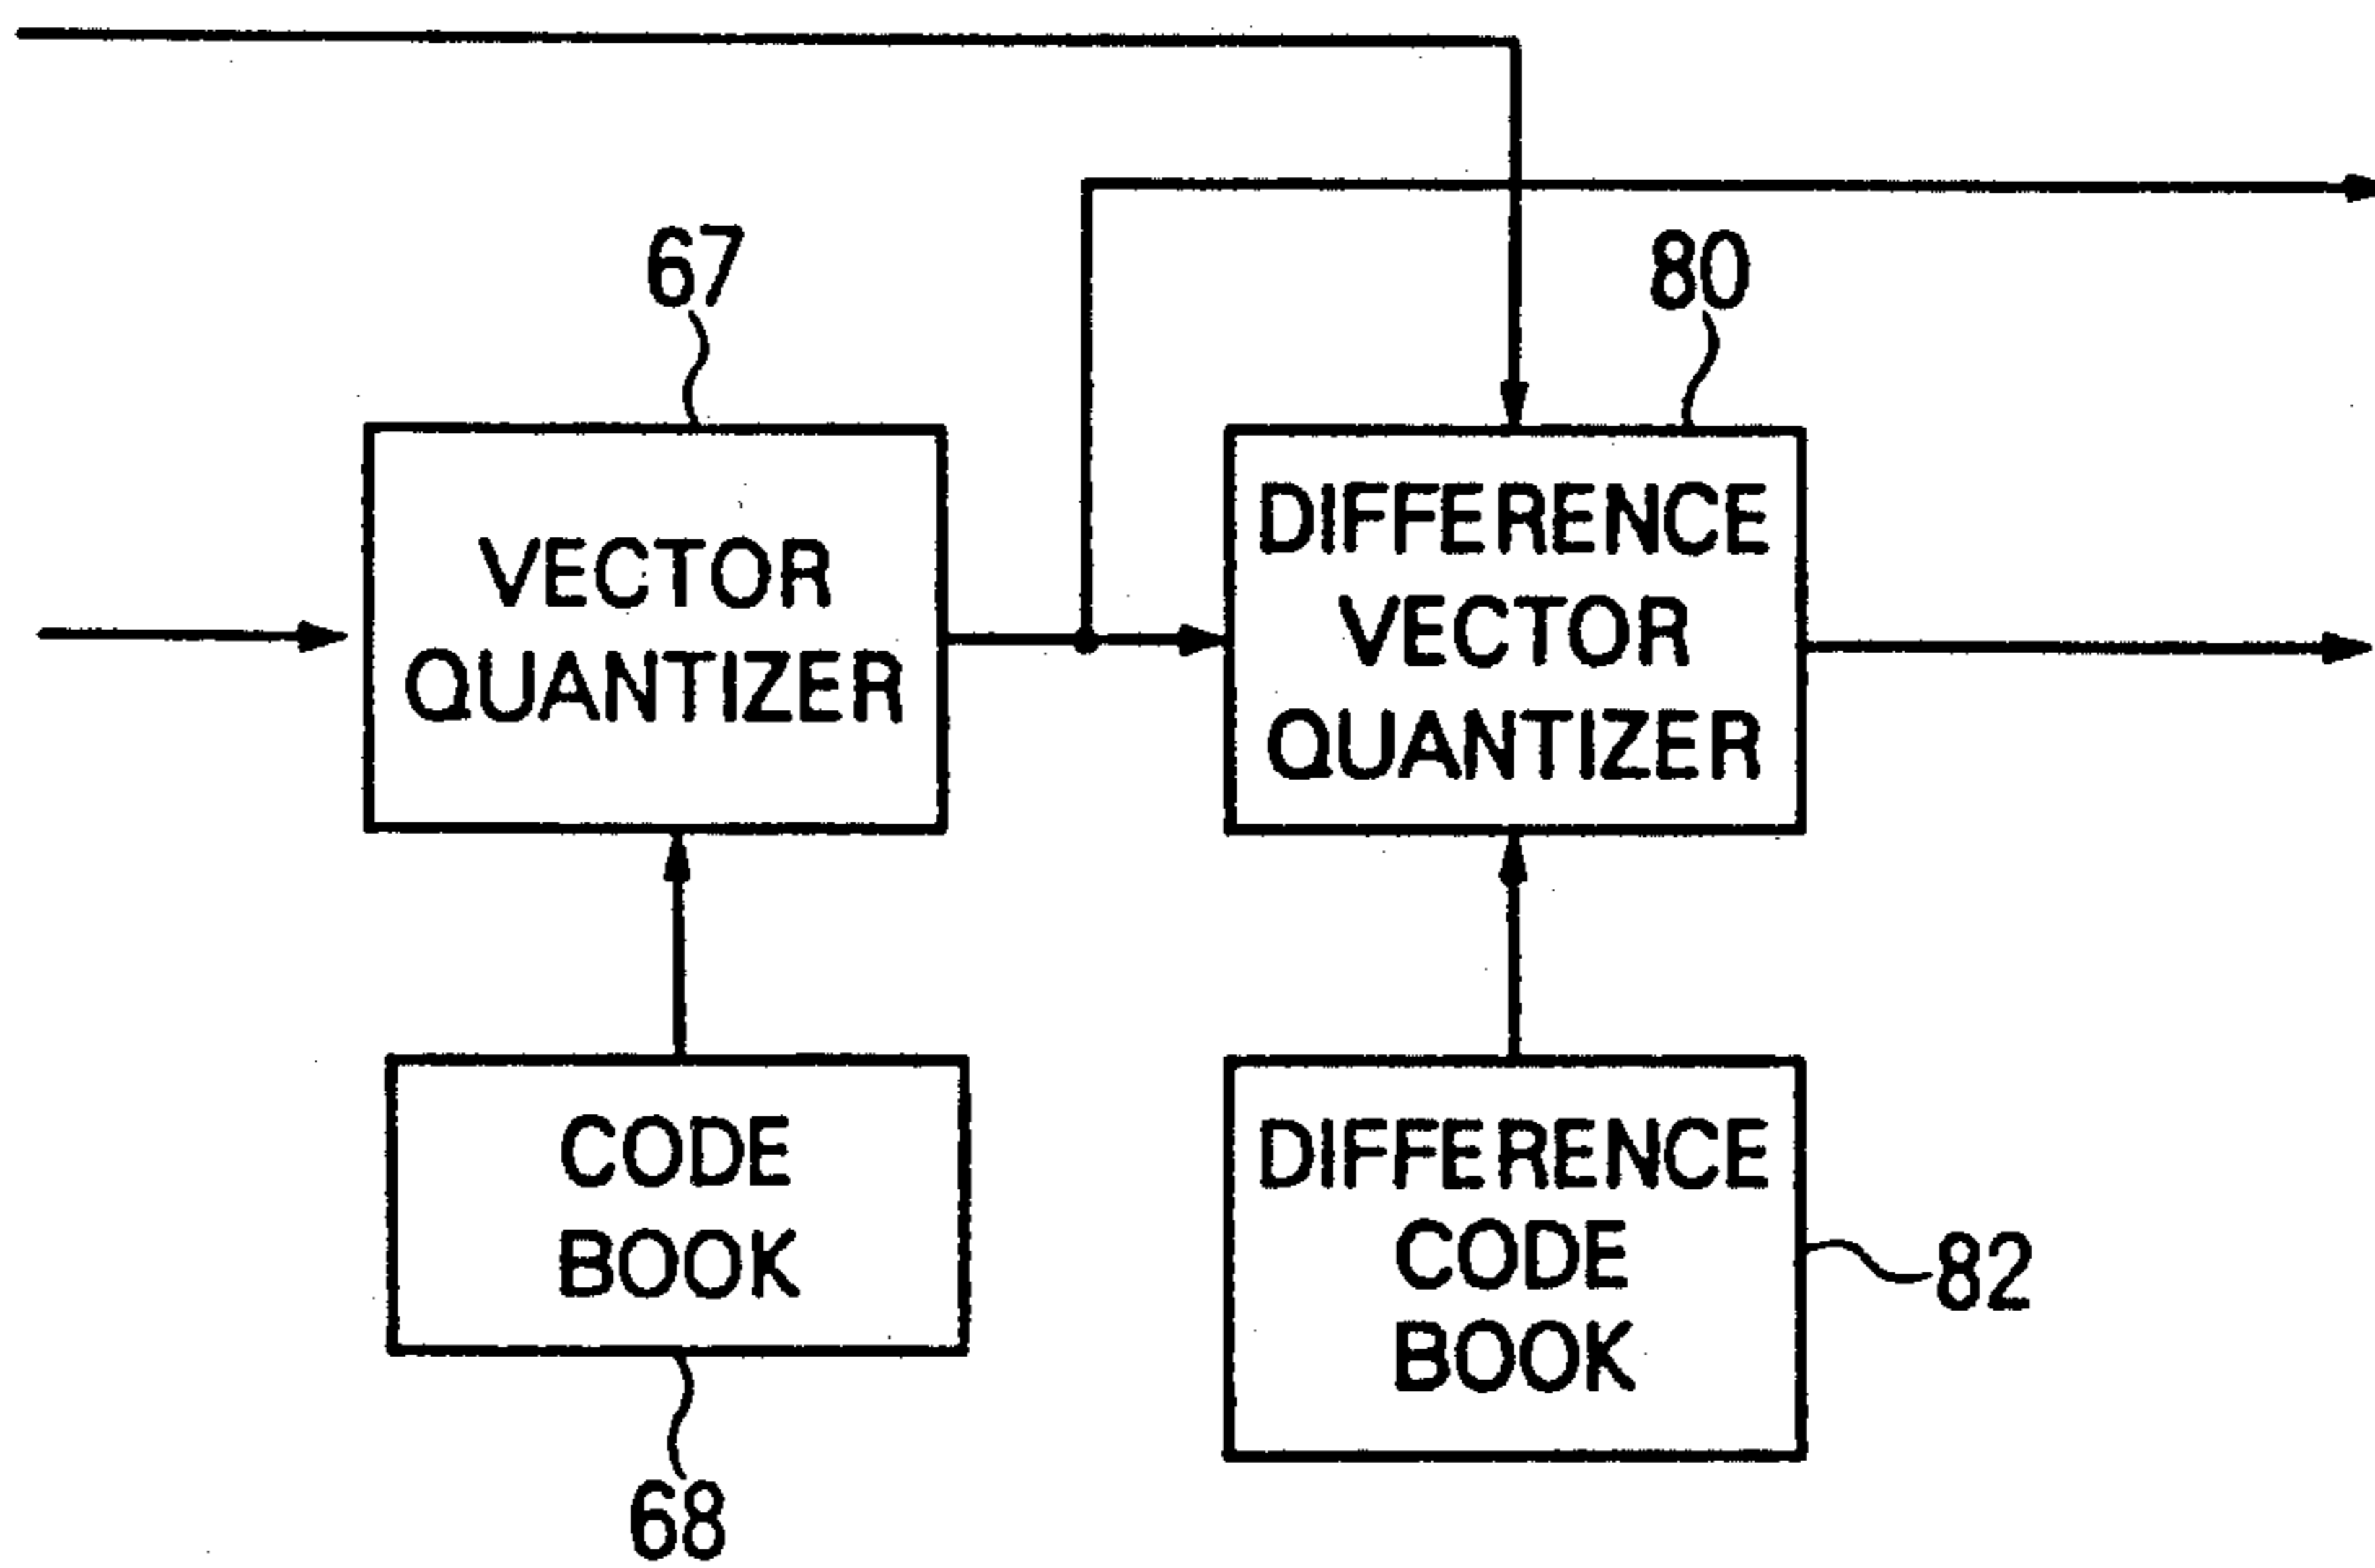 67
80
VECTOR
QUANTIZER
DIFFERENCE
VECTOR
QUANTIZER
CODE
BOOK
DIFFERENCE
CODE
BOOK
82
68